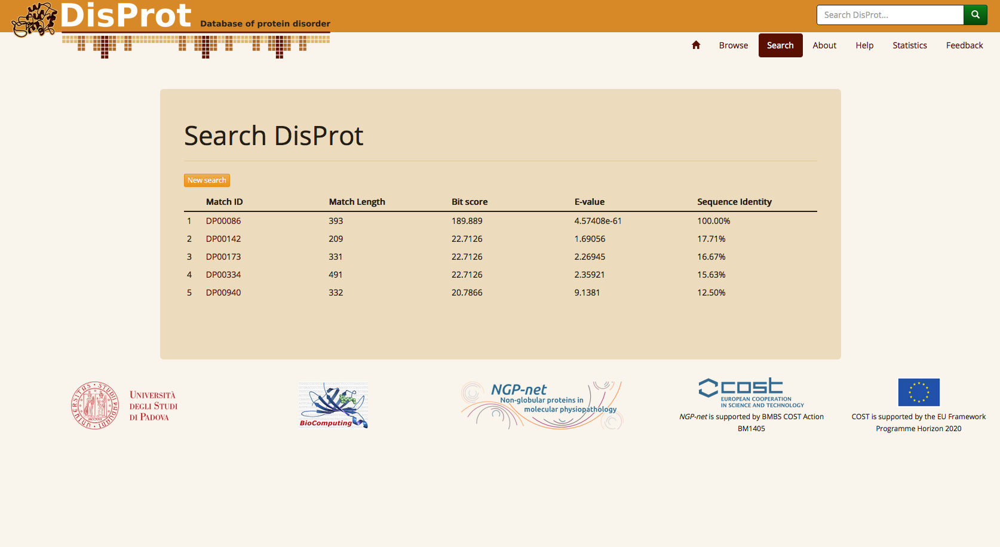 DisProt Database of protein disorder
Search DisProt...
Browse Search About Help Statistics Feedback
Search DisProt
New search
Match ID Match Length Bit score E-value Sequence Identity
1 DP00086 393 189.889 4.57408e-61 100.00%
2 DP00142 209 22.7126 1.69056 17.71%
3 DP00173 331 22.7126 2.26945 16.67%
4 DP00334 491 22.7126 2.35921 15.63%
5 DP00940 332 20.7866 9.1381 12.50%
UNIVERSITÀ
DEGLI STUDI
DI PADOVA
BioComputing
NGP-net
Non-globular proteins in
molecular physiopathology
cost
EUROPEAN COOPERATION
IN SCIENCE AND TECHNOLOGY
NGP-net is supported by BMBS COST Action
BM1405
COST is supported by the EU Framework
Programme Horizon 2020